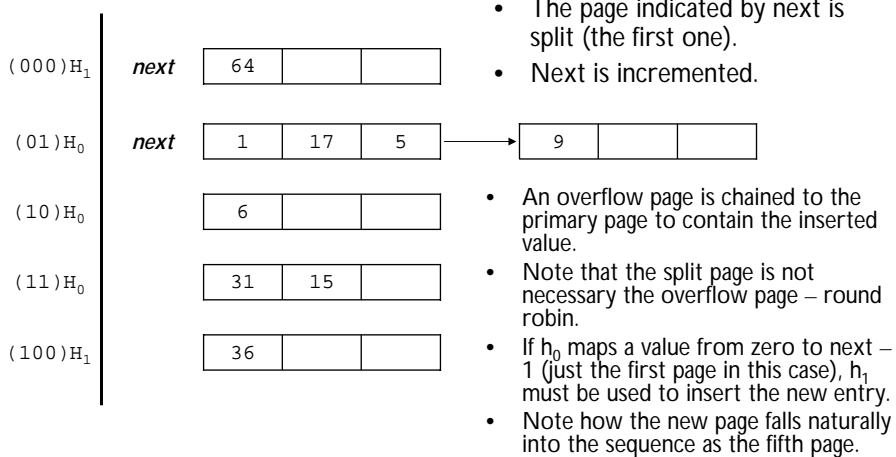 • The page indicated by next is
split (the first one).
• Next is incremented.
(000)H₁ next 64
(01)H₀ next 1 17 5 9
(10)H₀ 6
(11)H₀ 31 15
(100)H₁ 36
• An overflow page is chained to the
primary page to contain the inserted
value.
• Note that the split page is not
necessary the overflow page – round
robin.
• If h₀ maps a value from zero to next –
1 (just the first page in this case), h₁
must be used to insert the new entry.
• Note how the new page falls naturally
into the sequence as the fifth page.